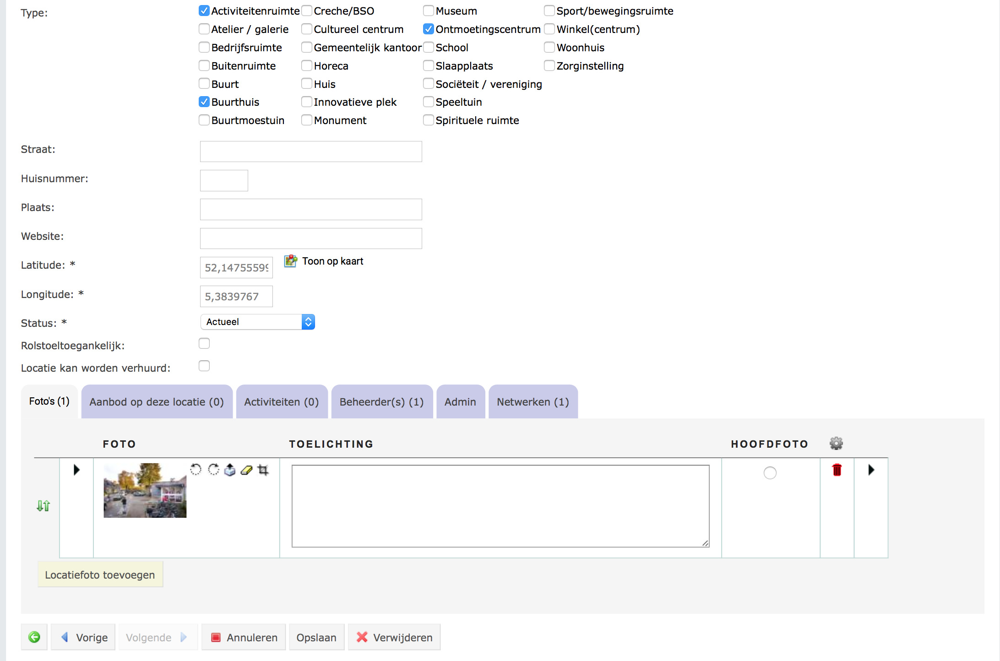 Type:
Activiteitenruimte Creche/BSO Museum Sport/bewegingsruimte
Atelier / galerie Cultureel centrum Ontmoetingscentrum Winkel(centrum)
Bedrijfsruimte Gemeentelijk kantoor School Woonhuis
Buitenruimte Horeca Slaapplaats Zorginstelling
Buurt Huis Sociëteit / vereniging
Buurthuis Innovatieve plek Speeltuin
Buurtmoestuin Monument Spirituele ruimte
Straat:
Huisnummer:
Plaats:
Website:
Latitude: * 52,14755599 Toon op kaart
Longitude: * 5,3839767
Status: * Actueel
Rolstoeltoegankelijk:
Locatie kan worden verhuurd:
Foto's (1) Aanbod op deze locatie (0) Activiteiten (0) Beheerder(s) (1) Admin Netwerken (1)
FOTO TOELICHTING HOOFDFOTO
Locatiefoto toevoegen
Vorige Volgende Annuleren Opslaan Verwijderen